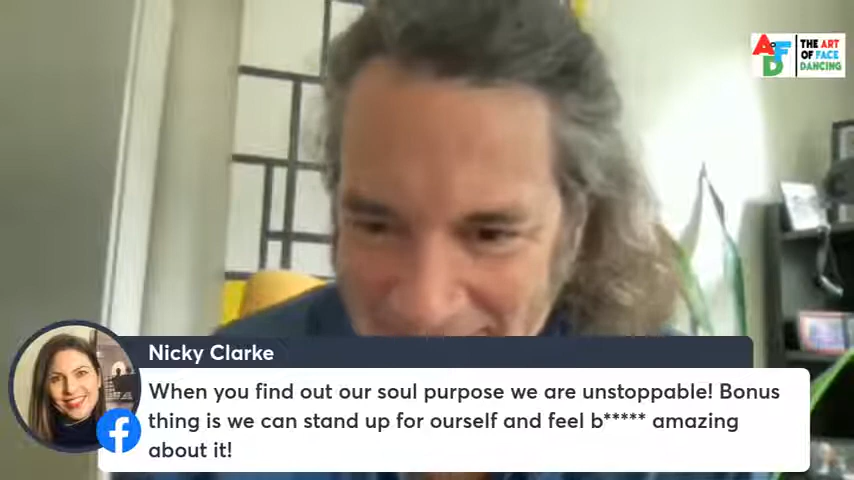 THE ART
OF FACE
DANCING
AFD
Nicky Clarke
When you find out our soul purpose we are unstoppable! Bonus
thing is we can stand up for ourself and feel b***** amazing
about it!